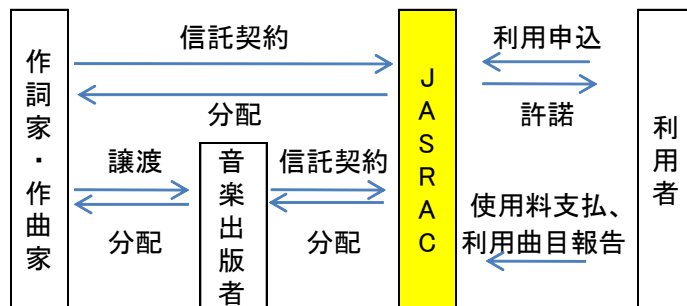 作詞家・作曲家
信託契約
分配
譲渡
分配
音楽出版者
信託契約
分配
JASRAC
利用申込
許諾
使用料支払、
利用曲目報告
利用者